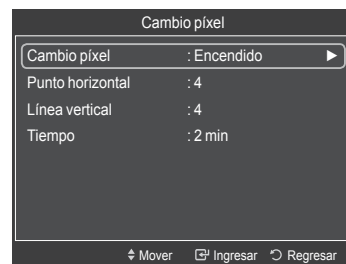 Cambio píxel
Cambio píxel : Encendido ►
Punto horizontal : 4
Línea vertical : 4
Tiempo : 2 min
Mover Ingresar Regresar